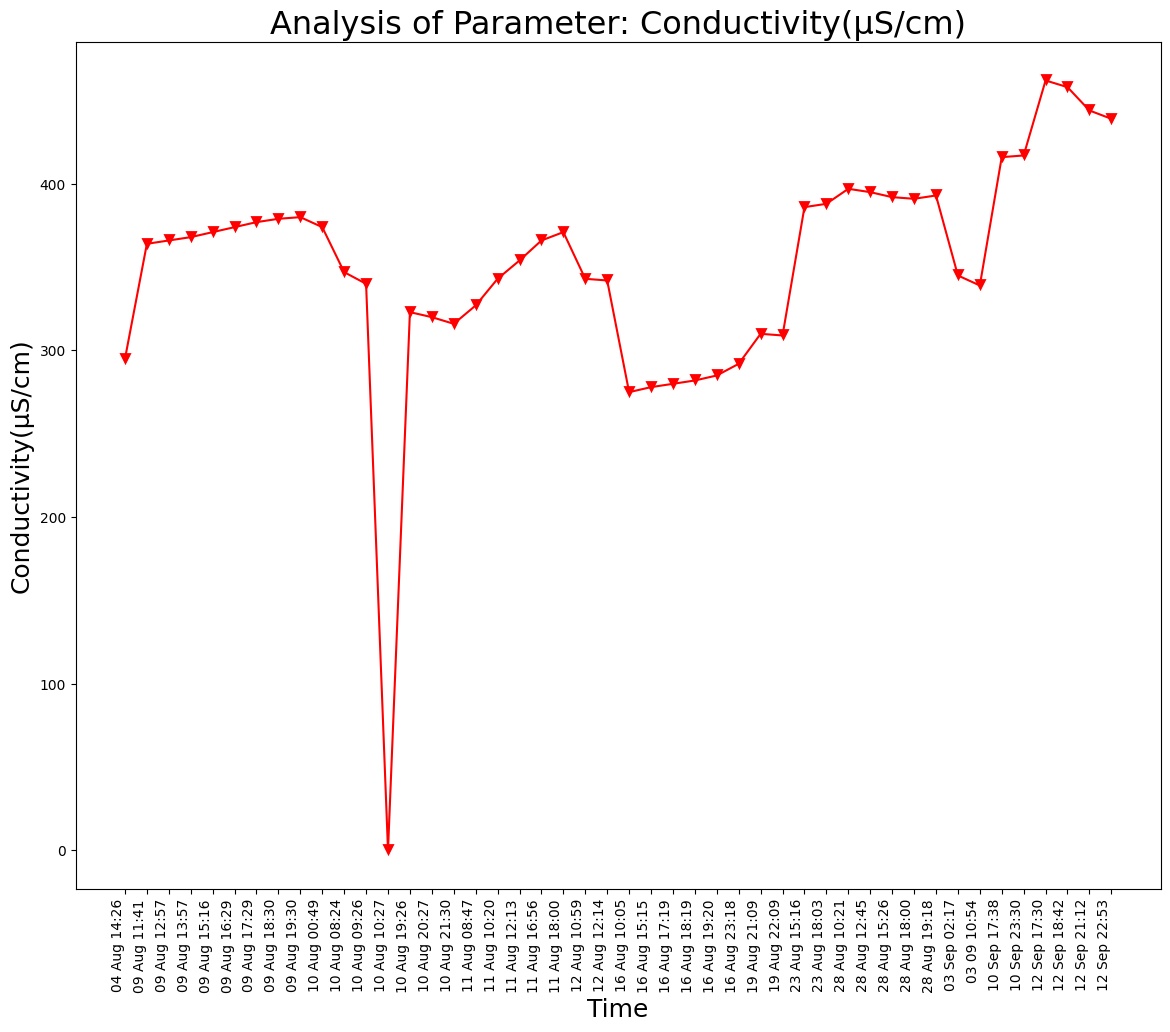 Analysis of Parameter: Conductivity(μS/cm)
Conductivity(μS/cm)
400
300
200
100
0
04 Aug 14:26
09 Aug 11:41
09 Aug 12:57
09 Aug 13:57
09 Aug 15:16
09 Aug 16:29
09 Aug 17:29
09 Aug 18:30
09 Aug 19:30
10 Aug 00:49
10 Aug 08:24
10 Aug 09:26
10 Aug 10:27
10 Aug 19:26
10 Aug 20:27
10 Aug 21:30
11 Aug 08:47
11 Aug 10:20
11 Aug 12:13
11 Aug 16:56
11 Aug 18:00
12 Aug 10:59
12 Aug 12:14
16 Aug 10:05
16 Aug 15:15
16 Aug 17:19
16 Aug 18:19
16 Aug 19:20
16 Aug 23:18
19 Aug 21:09
19 Aug 22:09
23 Aug 15:16
23 Aug 18:03
28 Aug 10:21
28 Aug 12:45
28 Aug 15:26
28 Aug 18:00
28 Aug 19:18
03 Sep 02:17
03 09 10:54
10 Sep 17:38
10 Sep 23:30
12 Sep 17:30
12 Sep 18:42
12 Sep 21:12
12 Sep 22:53
Time